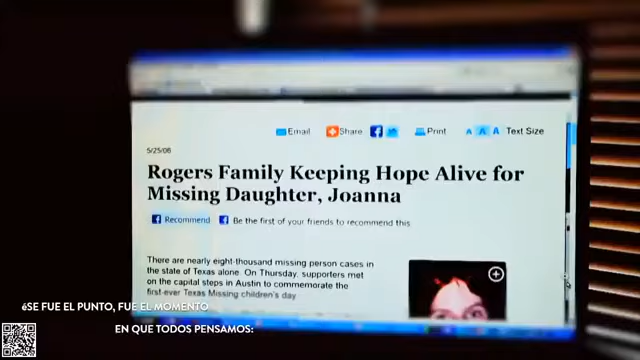 Email Share Print A A A Text Size
5/25/06
Rogers Family Keeping Hope Alive for
Missing Daughter, Joanna
Recommend Be the first of your friends to recommend this
There are nearly eight-thousand missing person cases in
the state of Texas alone. On Thursday, supporters met
on the capital steps in Austin to commemorate the
first-ever Texas Missing children's day
ÉSE FUE EL PUNTO, FUE EL MOMENTO
EN QUE TODOS PENSAMOS: